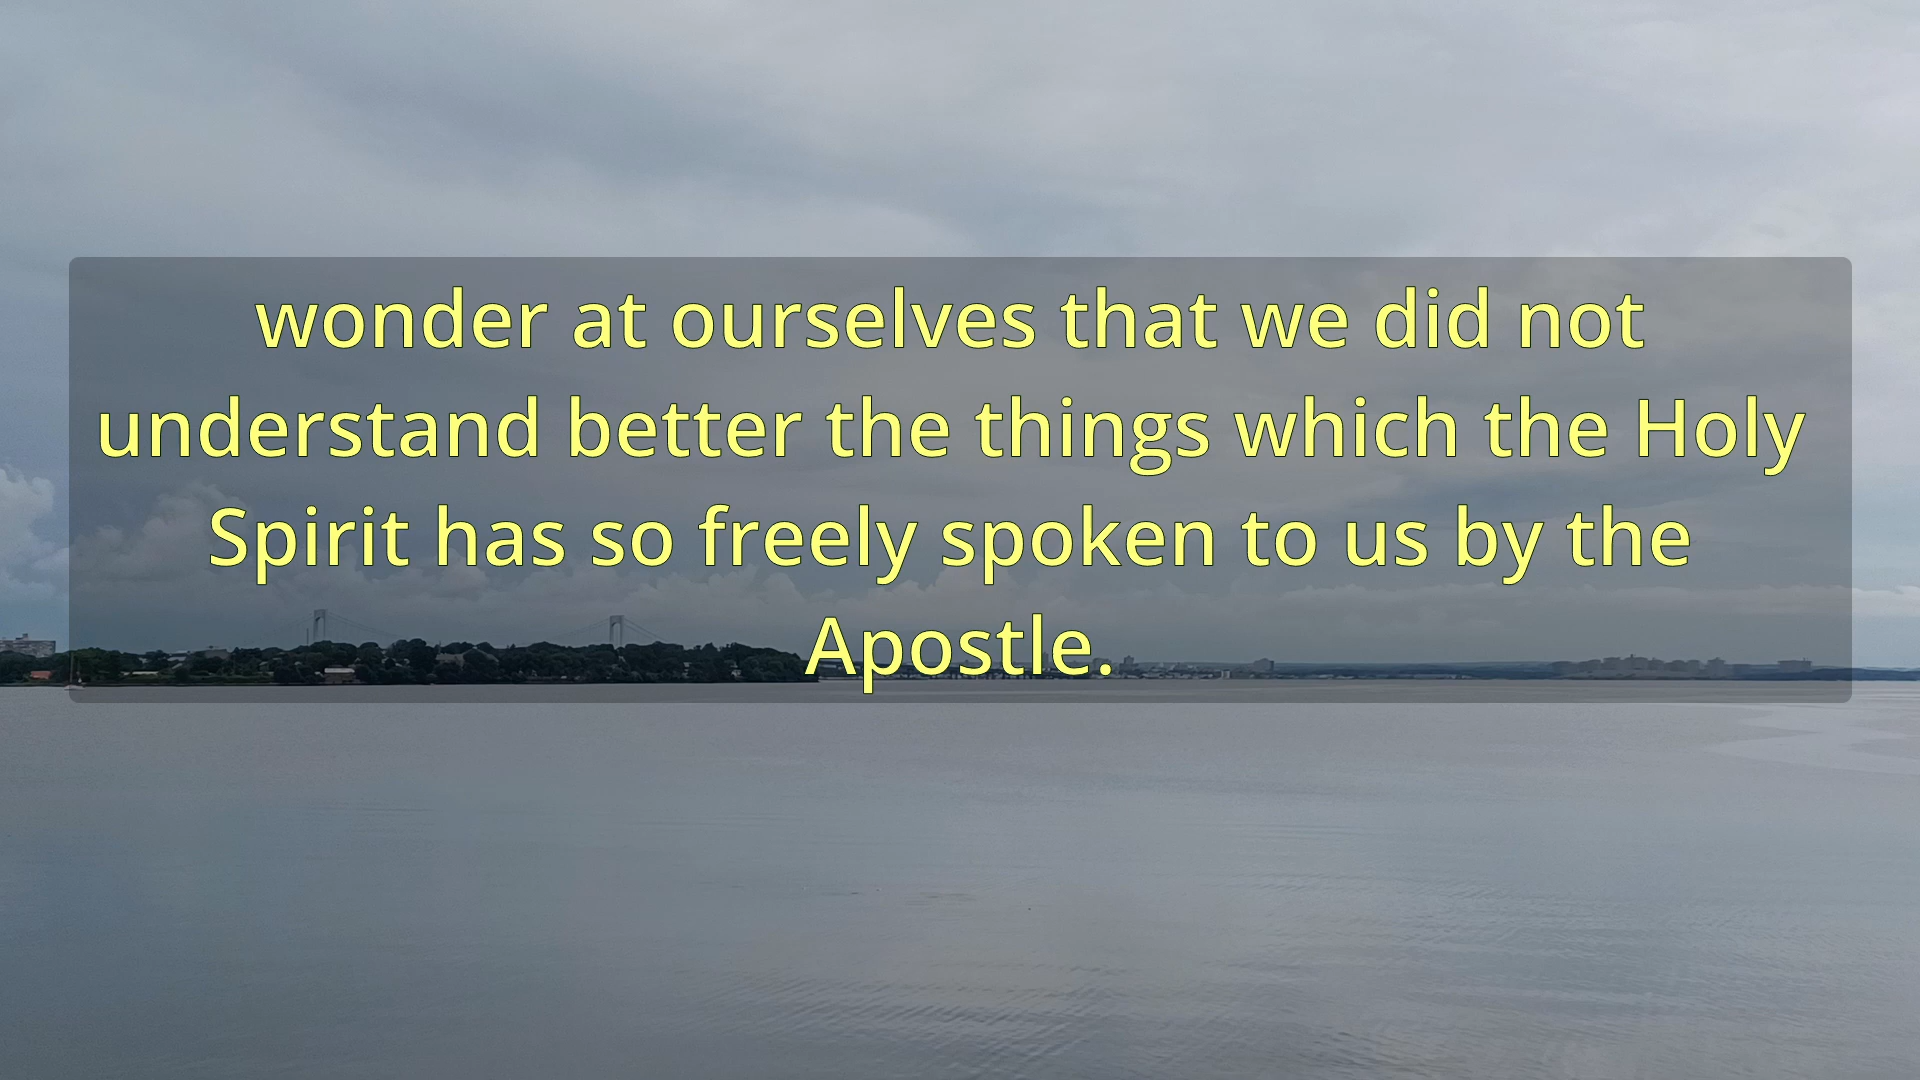 wonder at ourselves that we did not
understand better the things which the Holy
Spirit has so freely spoken to us by the
Apostle.